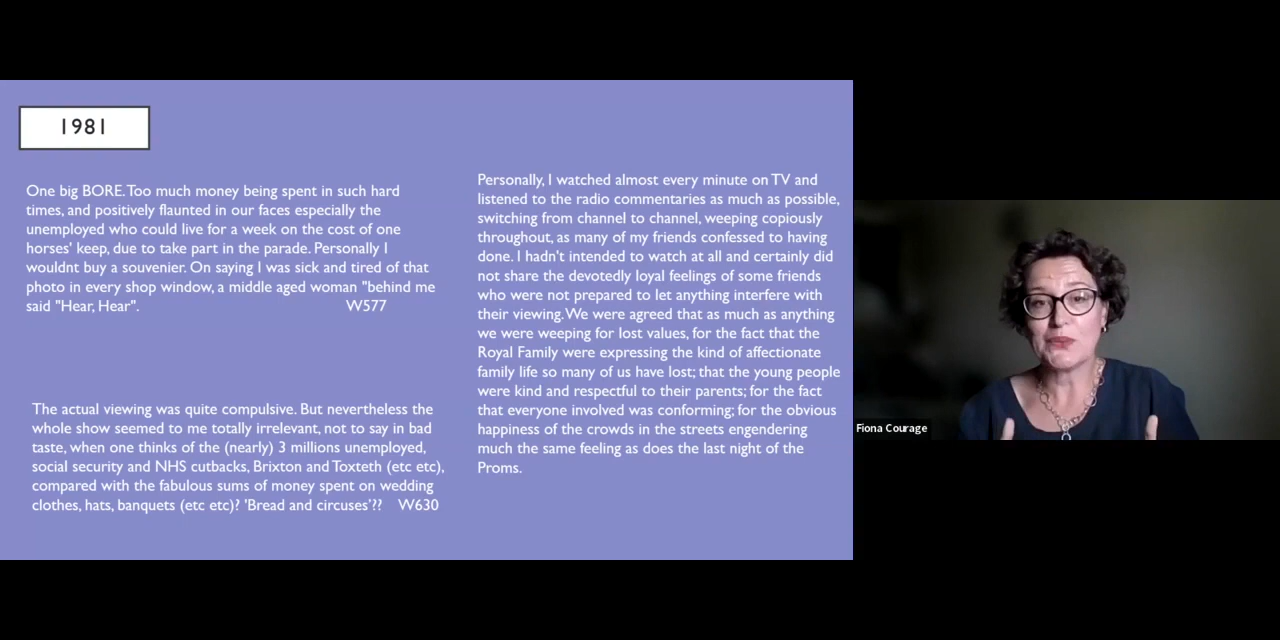 1981
One big BORE. Too much money being spent in such hard
times, and positively flaunted in our faces especially the
unemployed who could live for a week on the cost of one
horses' keep, due to take part in the parade. Personally I
wouldnt buy a souvenier. On saying I was sick and tired of that
photo in every shop window, a middle aged woman "behind me
said "Hear, Hear". W577
The actual viewing was quite compulsive. But nevertheless the
whole show seemed to me totally irrelevant, not to say in bad
taste, when one thinks of the (nearly) 3 millions unemployed,
social security and NHS cutbacks, Brixton and Toxteth (etc etc),
compared with the fabulous sums of money spent on wedding
clothes, hats, banquets (etc etc)? 'Bread and circuses'?? W630
Personally, I watched almost every minute on TV and
listened to the radio commentaries as much as possible,
switching from channel to channel, weeping copiously
throughout, as many of my friends confessed to having
done. I hadn't intended to watch at all and certainly did
not share the devotedly loyal feelings of some friends
who were not prepared to let anything interfere with
their viewing. We were agreed that as much as anything
we were weeping for lost values, for the fact that the
Royal Family were expressing the kind of affectionate
family life so many of us have lost; that the young people
were kind and respectful to their parents; for the fact
that everyone involved was conforming; for the obvious
happiness of the crowds in the streets engendering
much the same feeling as does the last night of the
Proms.
Fiona Courage